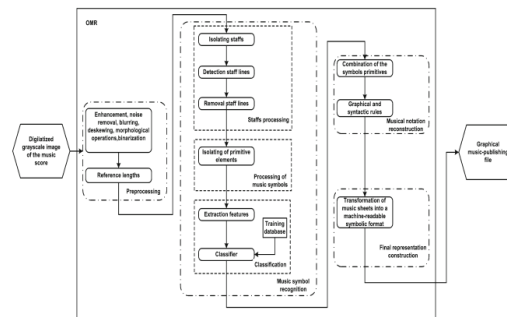 OMR
Digitalized
grayscale image
of the music
score
Enhancement, noise
removal, blurring,
deskewing, morphological
operations,binarization
Reference lengths
Preprocessing
Isolating staffs
Detection staff lines
Removal staff lines
Staffs processing
Isolating of primitive
elements
Processing of
music symbols
Extraction features
Training
database
Classifier
Classification
Music symbol
recognition
Combination of the
symbols primitives
Graphical and
syntactic rules
Musical notation
reconstruction
Transformation of
music sheets into a
machine-readable
symbolic format
Final representation
construction
Graphical
music-publishing
file